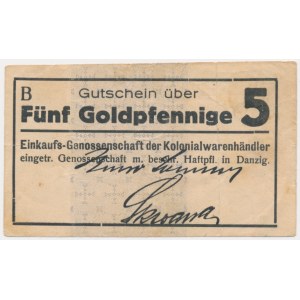 B
Gutschein über
Fünf Goldpfennige 5
Einkaufs-Genossenschaft der Kolonialwarenhändler
eingetr. Genossenschaft m. beschr. Haftpfl. in Danzig.